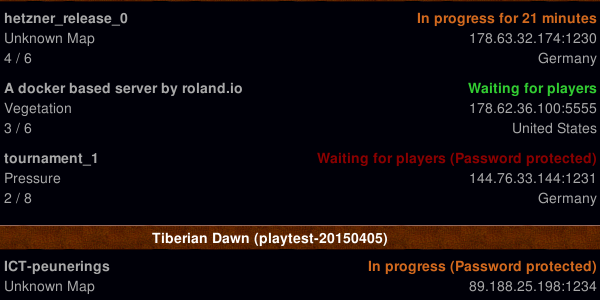 hetzner_release_0 In progress for 21 minutes
Unknown Map 178.63.32.174:1230
4 / 6 Germany
A docker based server by roland.io Waiting for players
Vegetation 178.62.36.100:5555
3 / 6 United States
tournament_1 Waiting for players (Password protected)
Pressure 144.76.33.144:1231
2 / 8 Germany
Tiberian Dawn (playtest-20150405)
ICT-peunerings In progress (Password protected)
Unknown Map 89.188.25.198:1234